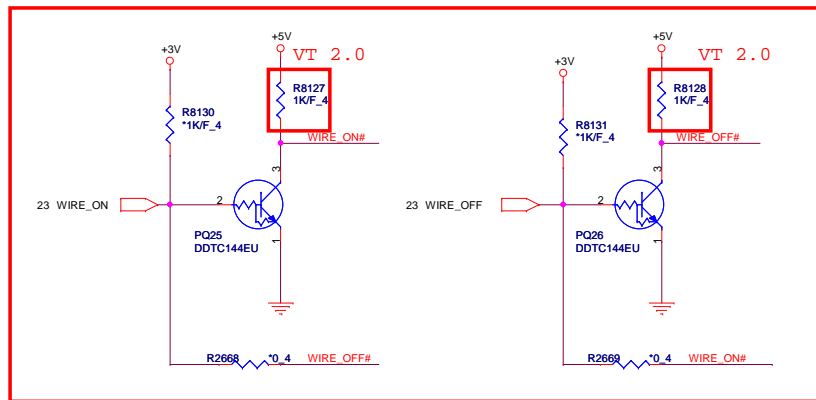 +5V
VT 2.0
+3V
R8127
1K/F_4
R8130
*1K/F_4
WIRE_ON#
3
23 WIRE_ON
2
PQ25
DDTC144EU
1
R2668
*0_4
WIRE_OFF#
+5V
VT 2.0
+3V
R8128
1K/F_4
R8131
*1K/F_4
WIRE_OFF#
3
23 WIRE_OFF
2
PQ26
DDTC144EU
1
R2669
*0_4
WIRE_ON#